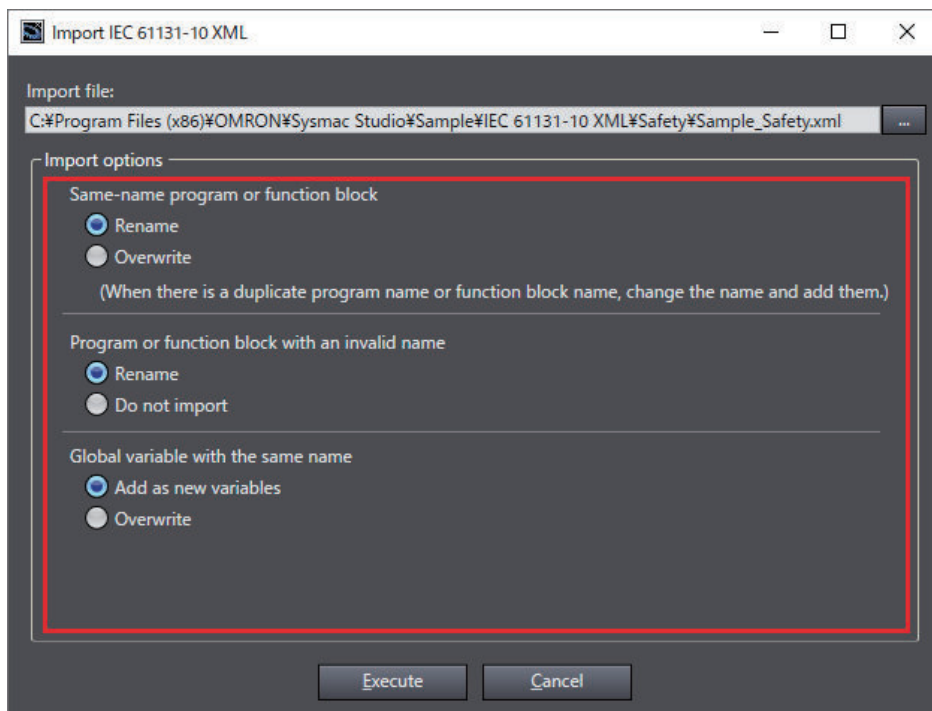 Import IEC 61131-10 XML
Import file:
C:¥Program Files (x86)¥OMRON¥Sysmac Studio¥Sample¥IEC 61131-10 XML¥Safety¥Sample_Safety.xml ...
Import options
Same-name program or function block
Rename
Overwrite
(When there is a duplicate program name or function block name, change the name and add them.)
Program or function block with an invalid name
Rename
Do not import
Global variable with the same name
Add as new variables
Overwrite
Execute Cancel